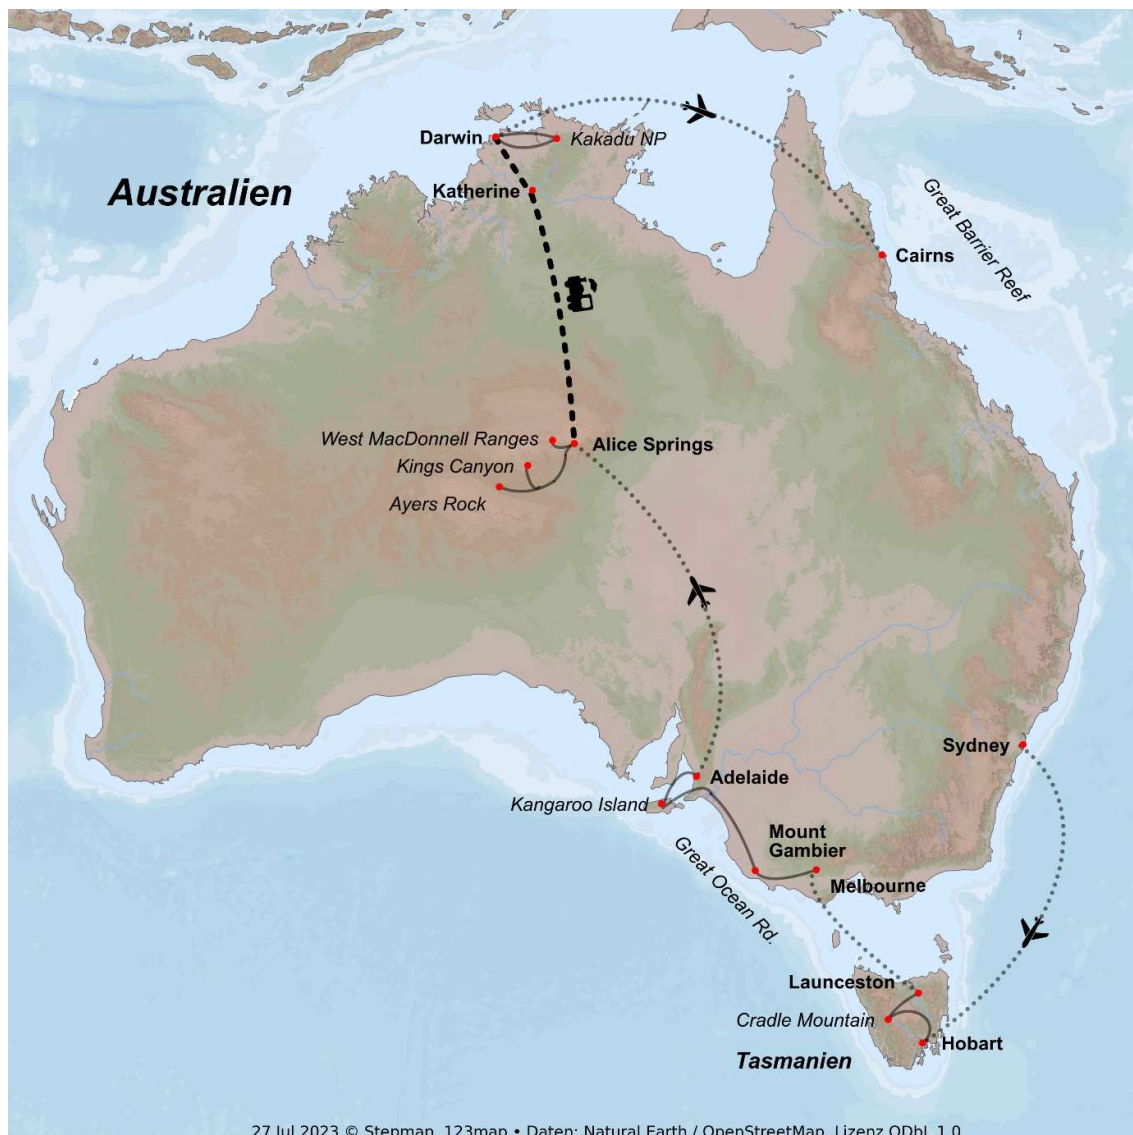 Darwin
Kakadu NP
Australien
Katherine
Great Barrier Reef
Cairns
West MacDonnell Ranges
Alice Springs
Kings Canyon
Ayers Rock
Sydney
Adelaide
Kangaroo Island
Mount
Gambier
Great Ocean Rd.
Melbourne
Launceston
Cradle Mountain
Hobart
Tasmanien
27 Jul 2023 © Stepmap, 123map • Daten: Natural Earth / OpenStreetMap, Lizenz ODbL 1.0